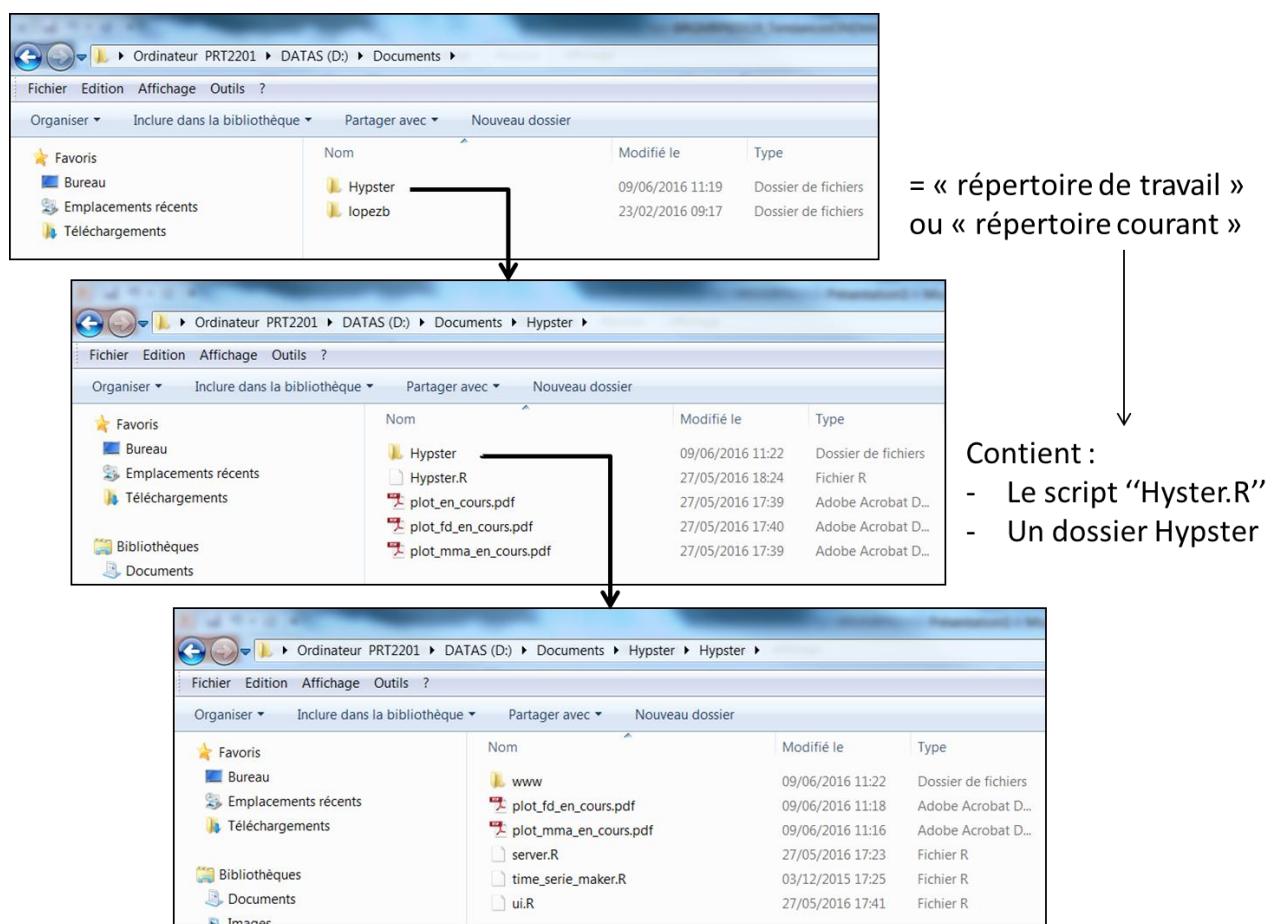 Ordinateur PRT2201 ▸ DATAS (D:) ▸ Documents ▸
Fichier Edition Affichage Outils ?
Organiser ▾ Inclure dans la bibliothèque ▾ Partager avec ▾ Nouveau dossier
Favoris
Bureau
Emplacements récents
Téléchargements
Nom Modifié le Type
Hypster 09/06/2016 11:19 Dossier de fichiers
lopezb 23/02/2016 09:17 Dossier de fichiers
= « répertoire de travail »
ou « répertoire courant »
Ordinateur PRT2201 ▸ DATAS (D:) ▸ Documents ▸ Hypster ▸
Fichier Edition Affichage Outils ?
Organiser ▾ Inclure dans la bibliothèque ▾ Partager avec ▾ Nouveau dossier
Favoris
Bureau
Emplacements récents
Téléchargements
Bibliothèques
Documents
Nom Modifié le Type
Hypster 09/06/2016 11:22 Dossier de fichiers
Hypster.R 27/05/2016 18:24 Fichier R
plot_en_cours.pdf 27/05/2016 17:39 Adobe Acrobat D...
plot_fd_en_cours.pdf 27/05/2016 17:40 Adobe Acrobat D...
plot_mma_en_cours.pdf 27/05/2016 17:39 Adobe Acrobat D...
Contient :
- Le script ‘‘Hyster.R’’
- Un dossier Hypster
Ordinateur PRT2201 ▸ DATAS (D:) ▸ Documents ▸ Hypster ▸ Hypster ▸
Fichier Edition Affichage Outils ?
Organiser ▾ Inclure dans la bibliothèque ▾ Partager avec ▾ Nouveau dossier
Favoris
Bureau
Emplacements récents
Téléchargements
Bibliothèques
Documents
Images
Nom Modifié le Type
www 09/06/2016 11:22 Dossier de fichiers
plot_fd_en_cours.pdf 09/06/2016 11:18 Adobe Acrobat D...
plot_mma_en_cours.pdf 09/06/2016 11:16 Adobe Acrobat D...
server.R 27/05/2016 17:23 Fichier R
time_serie_maker.R 03/12/2015 17:25 Fichier R
ui.R 27/05/2016 17:41 Fichier R